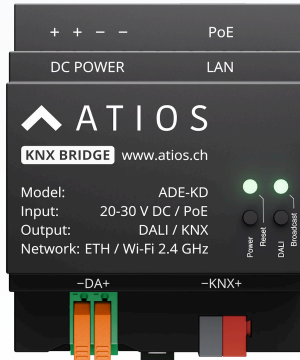 + + − − PoE
DC POWER LAN
ATIOS
KNX BRIDGE www.atios.ch
Model: ADE-KD
Input: 20-30 V DC / PoE
Output: DALI / KNX
Network: ETH / Wi-Fi 2.4 GHz
Power
Reset
DALI
Broadcast
−DA+ −KNX+